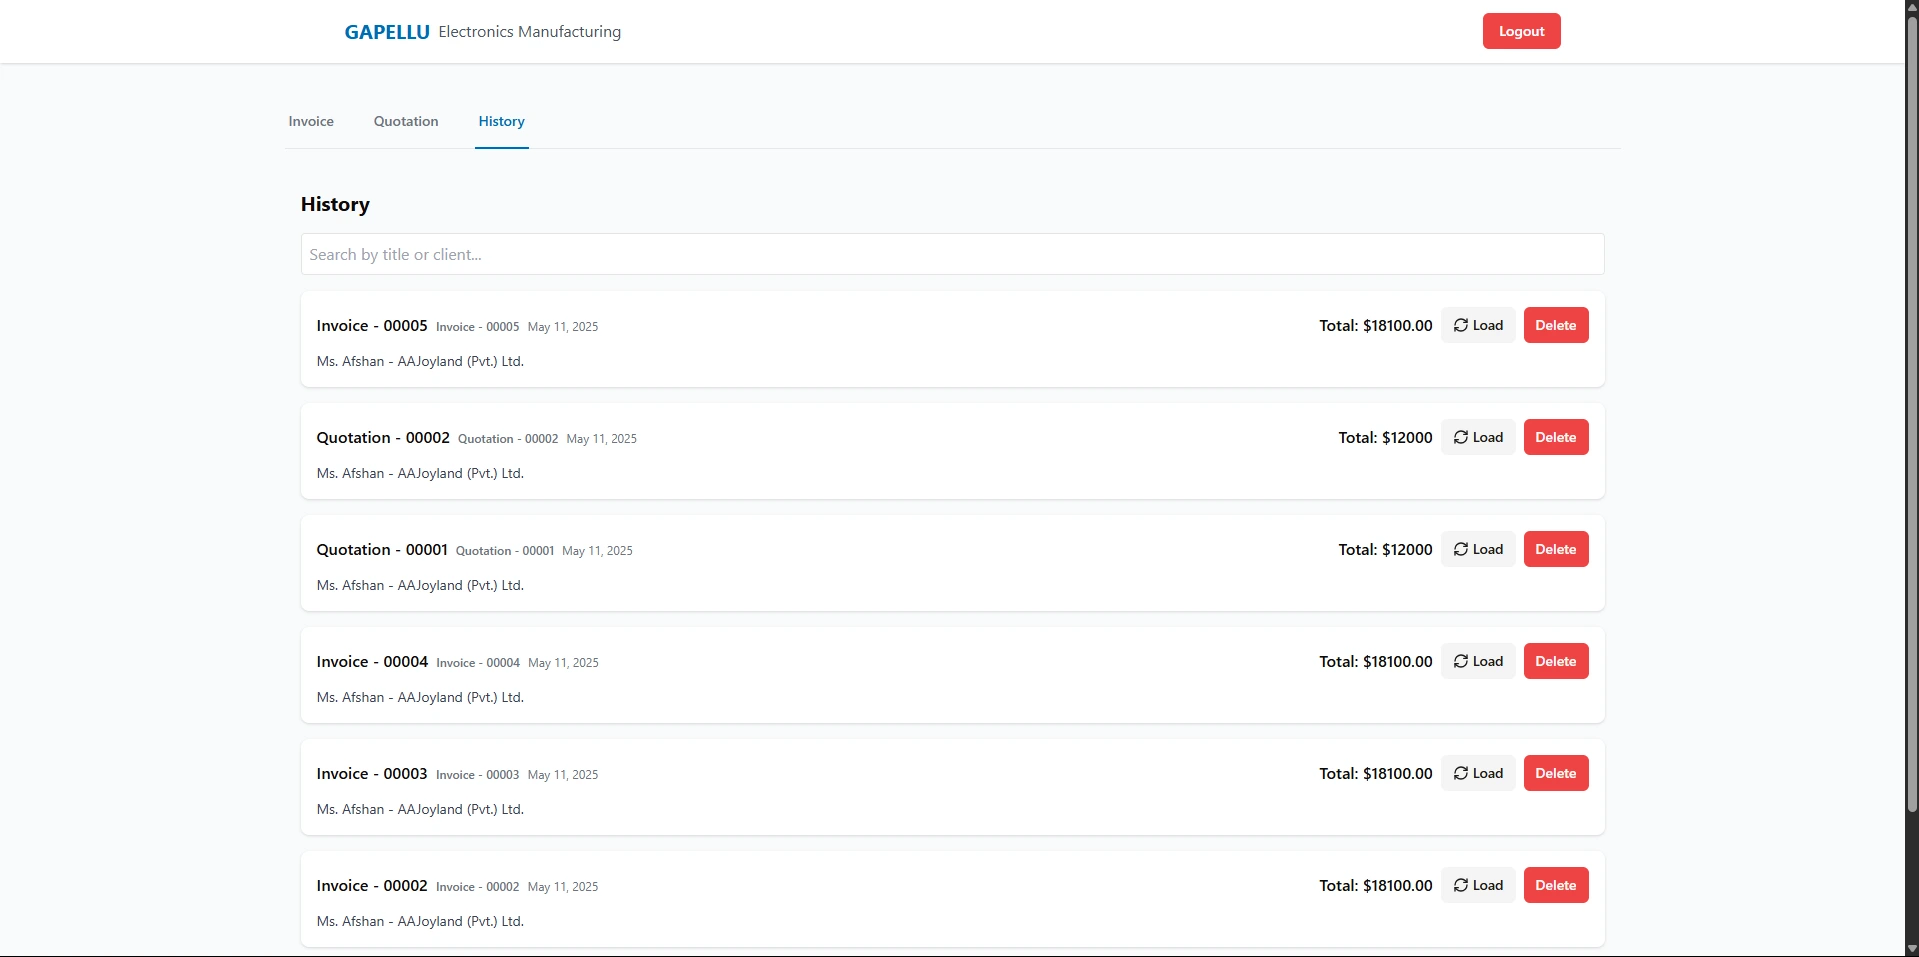 GAPELLU Electronics Manufacturing Logout
Invoice Quotation History
History
Search by title or client...
Invoice - 00005 Invoice - 00005 May 11, 2025 Total: $18100.00 Load Delete
Ms. Afshan - AAJoyland (Pvt.) Ltd.
Quotation - 00002 Quotation - 00002 May 11, 2025 Total: $12000 Load Delete
Ms. Afshan - AAJoyland (Pvt.) Ltd.
Quotation - 00001 Quotation - 00001 May 11, 2025 Total: $12000 Load Delete
Ms. Afshan - AAJoyland (Pvt.) Ltd.
Invoice - 00004 Invoice - 00004 May 11, 2025 Total: $18100.00 Load Delete
Ms. Afshan - AAJoyland (Pvt.) Ltd.
Invoice - 00003 Invoice - 00003 May 11, 2025 Total: $18100.00 Load Delete
Ms. Afshan - AAJoyland (Pvt.) Ltd.
Invoice - 00002 Invoice - 00002 May 11, 2025 Total: $18100.00 Load Delete
Ms. Afshan - AAJoyland (Pvt.) Ltd.